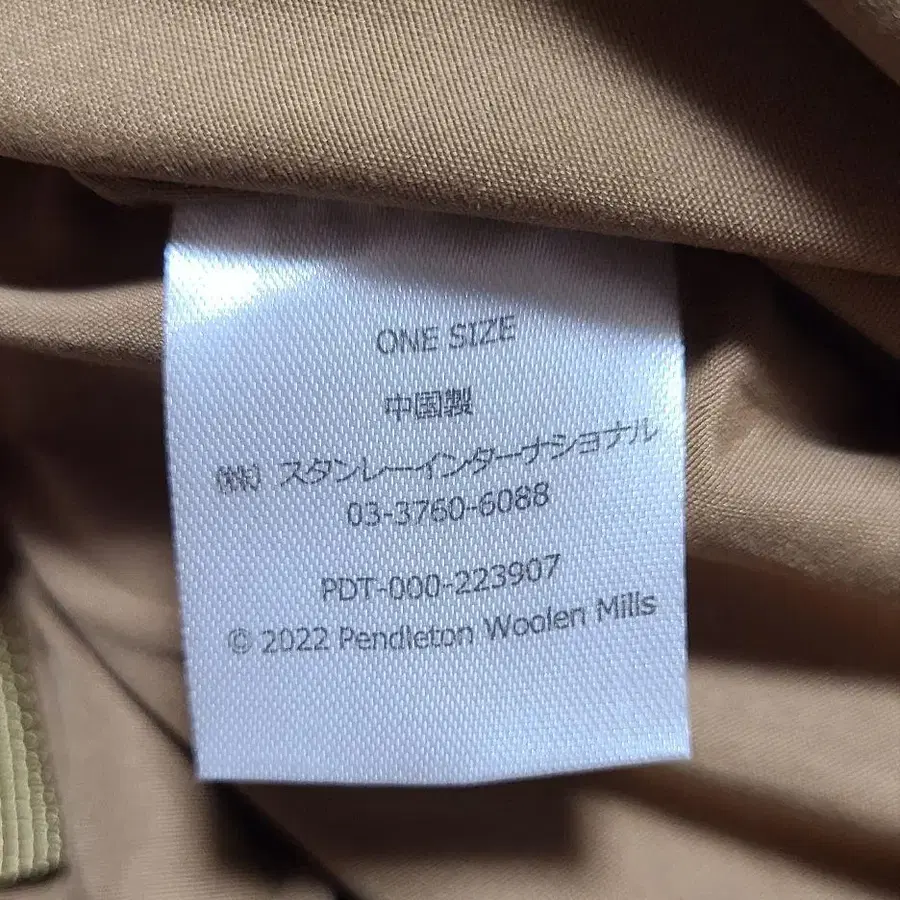 ONE SIZE
中国製
(株) スタンレーインターナショナル
03-3760-6088
PDT-000-223907
© 2022 Pendleton Woolen Mills